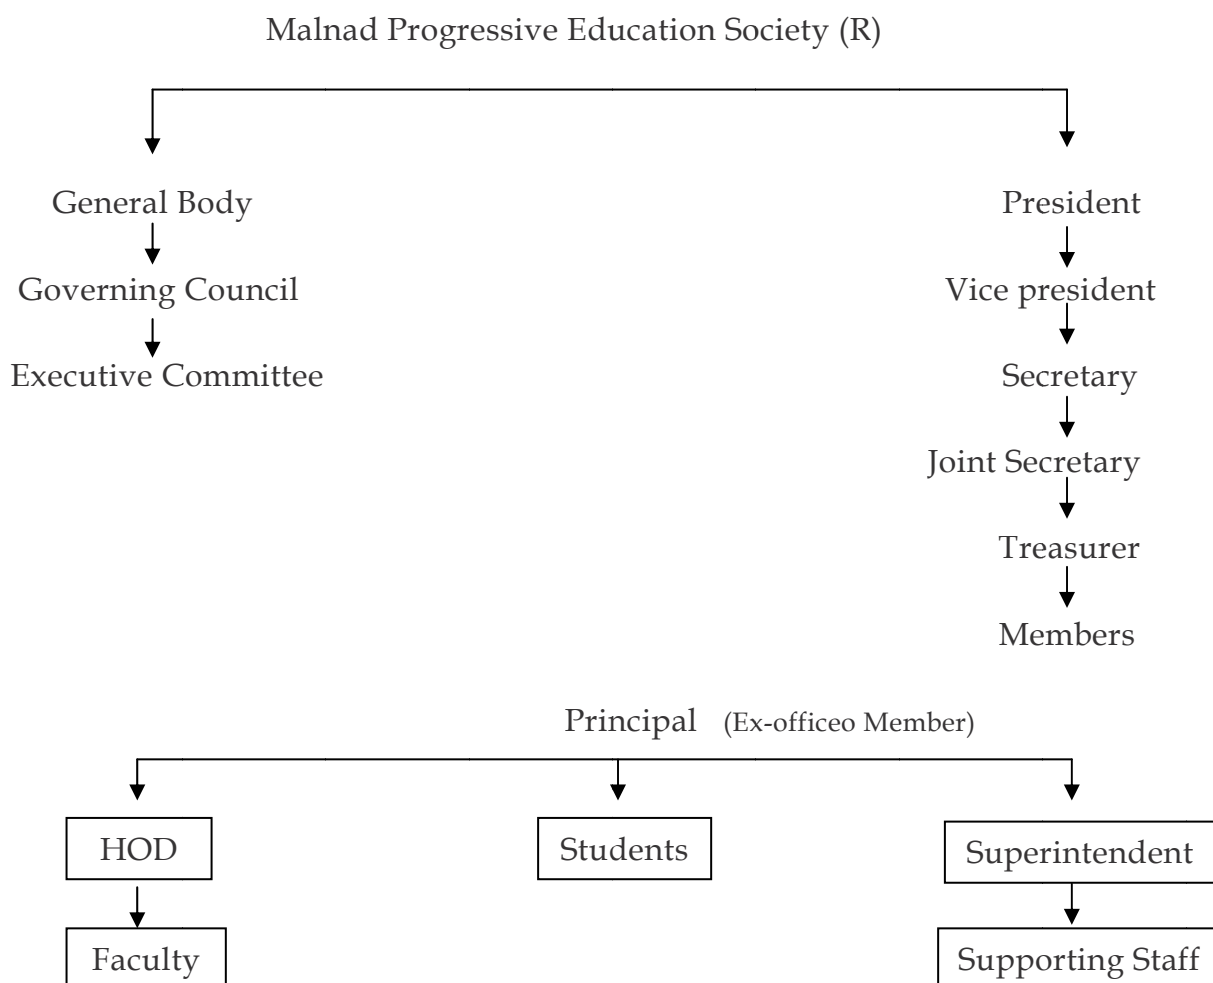 Malnad Progressive Education Society (R)
General Body
President
Governing Council
Vice president
Executive Committee
Secretary
Joint Secretary
Treasurer
Members
Principal (Ex-officeo Member)
HOD
Students
Superintendent
Faculty
Supporting Staff